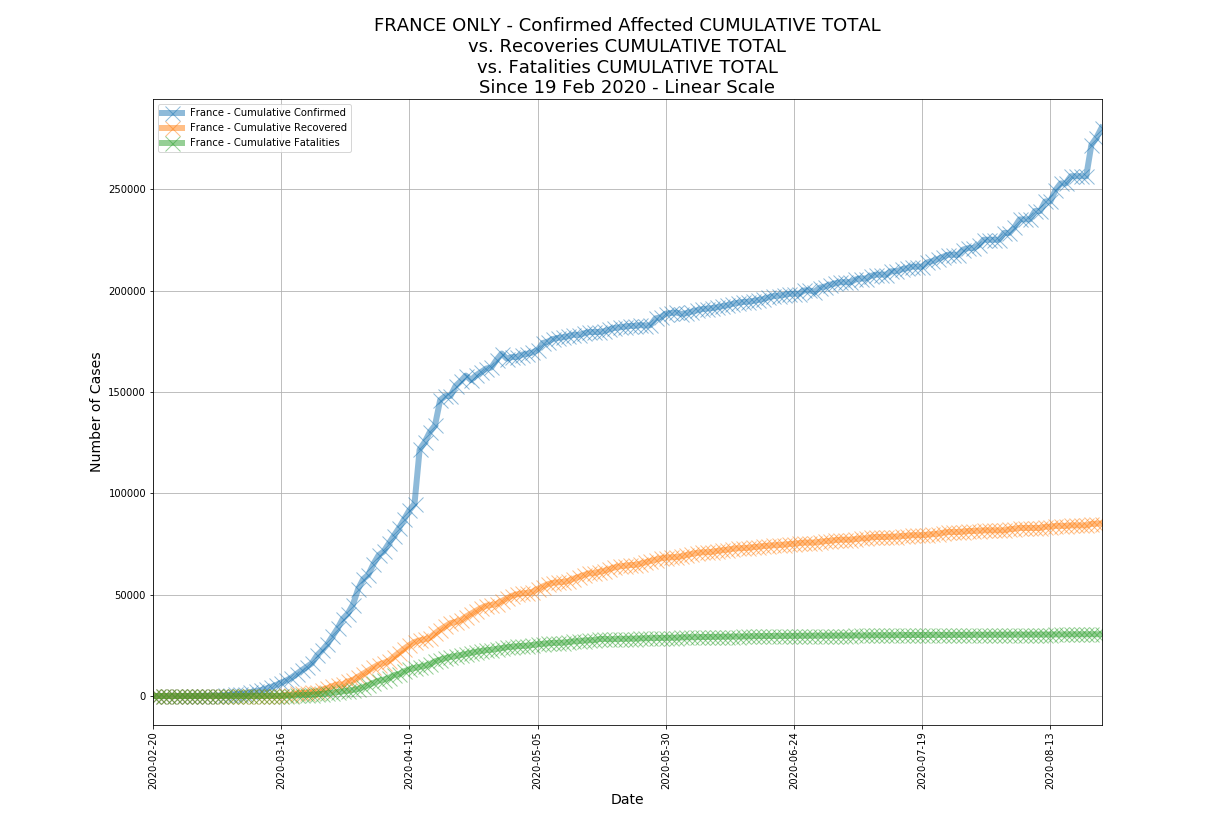 FRANCE ONLY - Confirmed Affected CUMULATIVE TOTAL
vs. Recoveries CUMULATIVE TOTAL
vs. Fatalities CUMULATIVE TOTAL
Since 19 Feb 2020 - Linear Scale
France - Cumulative Confirmed
France - Cumulative Recovered
France - Cumulative Fatalities
Number of Cases
250000
200000
150000
100000
50000
0
2020-02-20
2020-03-16
2020-04-10
2020-05-05
2020-05-30
2020-06-24
2020-07-19
2020-08-13
Date